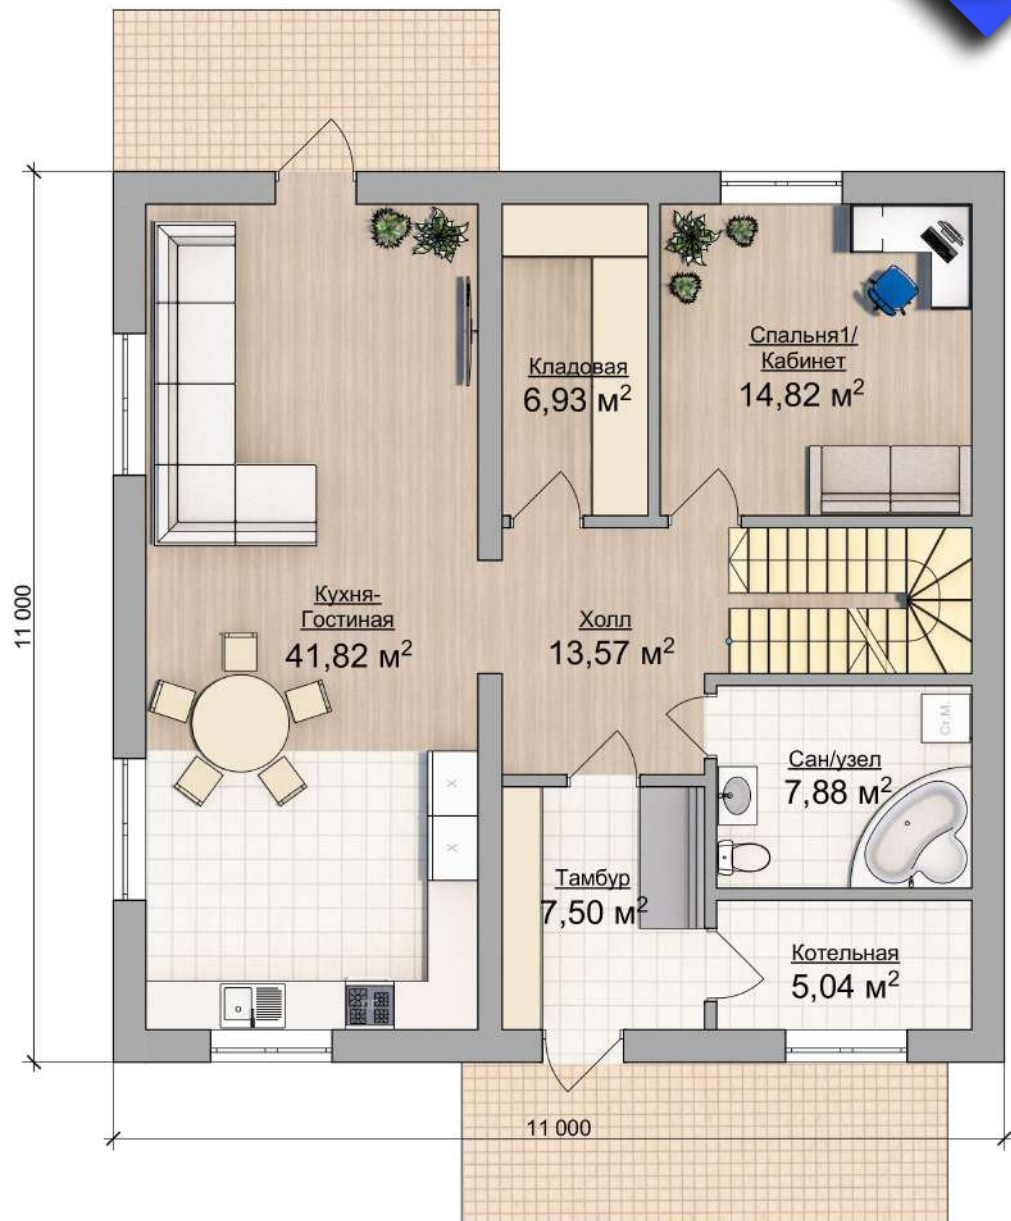 Кладовая
6,93 м²
Спальня1/
Кабинет
14,82 м²
11 000
Кухня-
Гостиная
41,82 м²
Холл
13,57 м²
Ст.М.
Сан/узел
7,88 м²
X
X
Тамбур
7,50 м²
Котельная
5,04 м²
11 000